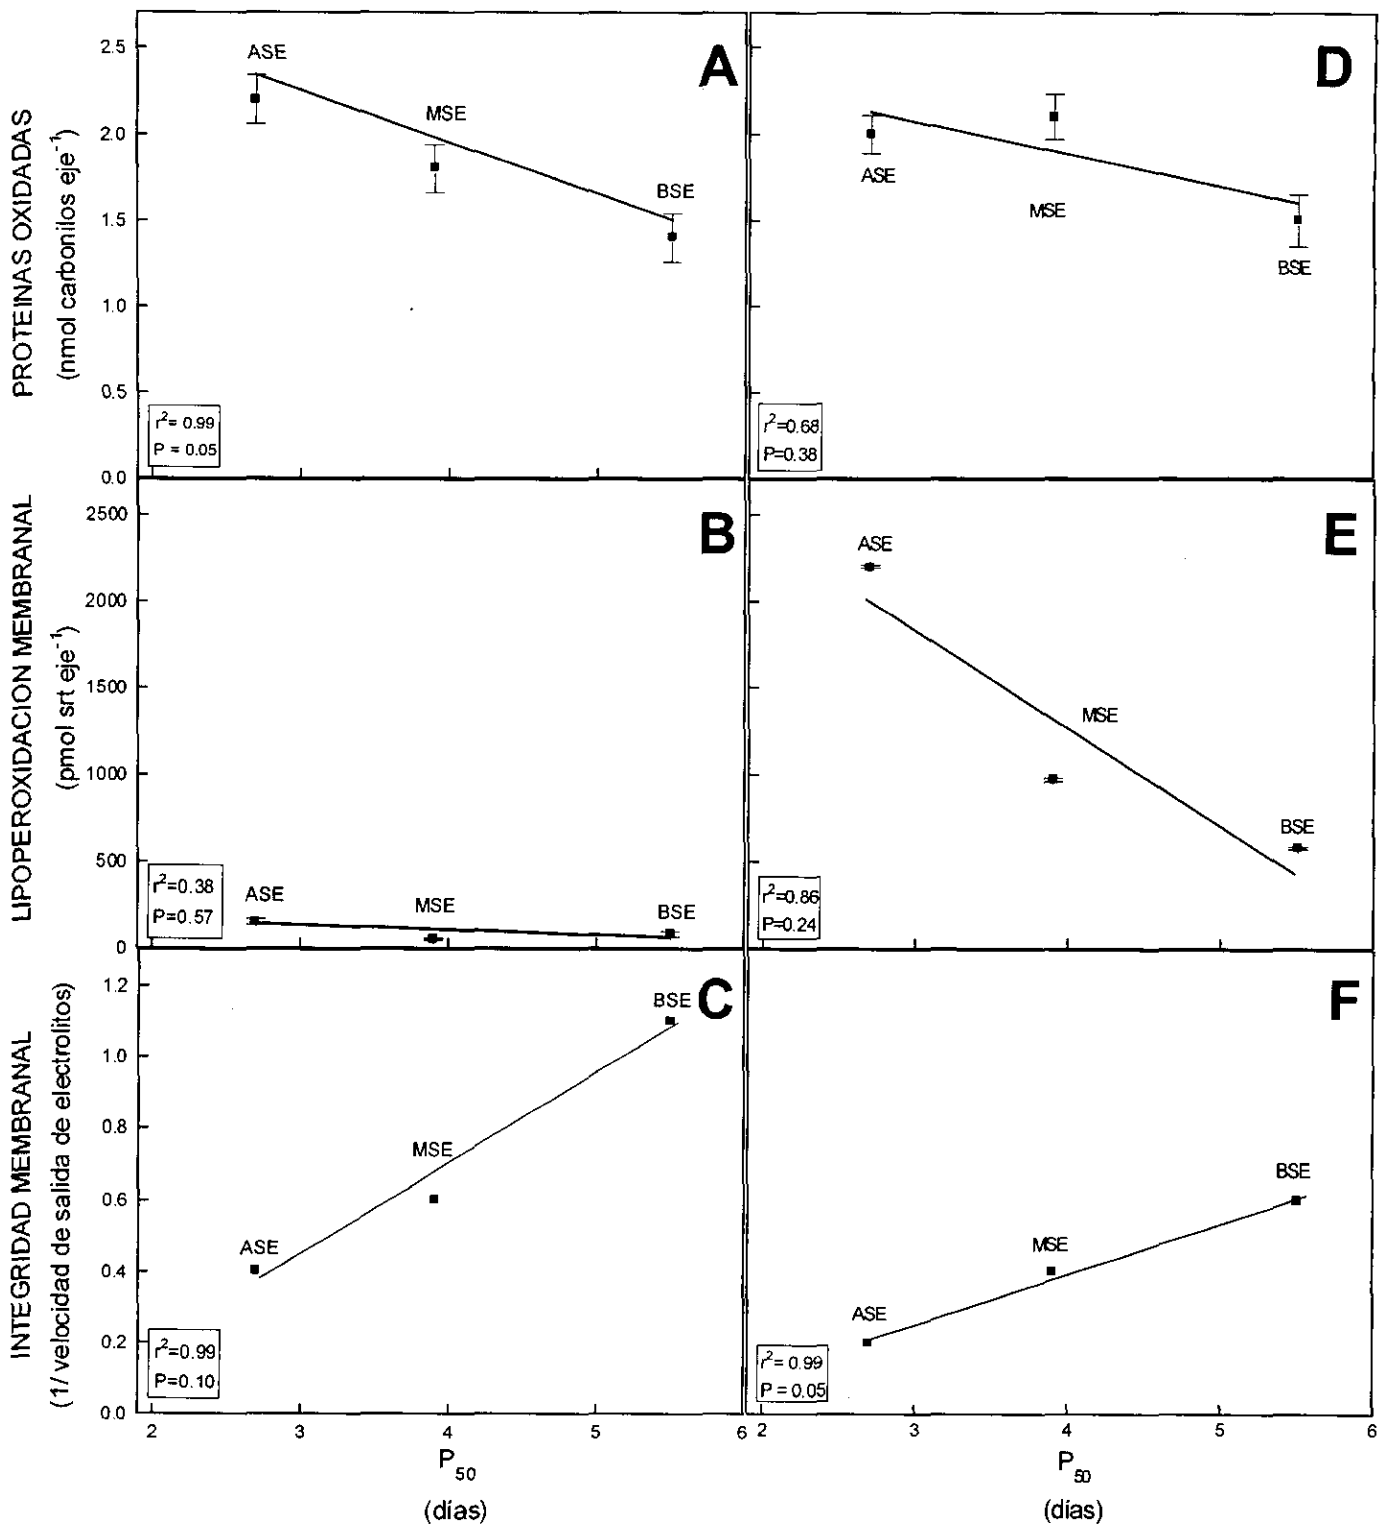 PROTEINAS OXIDADAS
(nmol carbonilos eje-1)
2.5
2.0
1.5
1.0
0.5
0.0
A
ASE
MSE
BSE
r2= 0.99
P = 0.05
2
3
4
5
D
ASE
MSE
BSE
r2=0.68
P=0.38
LIPOPEROXIDACION MEMBRANAL
(pmol srt eje-1)
2500
2000
1500
1000
500
0
B
ASE
MSE
BSE
r2=0.38
P=0.57
E
ASE
MSE
BSE
r2=0.86
P=0.24
INTEGRIDAD MEMBRANAL
(1/ velocidad de salida de electrolitos)
1.2
1.0
0.8
0.6
0.4
0.2
0.0
C
ASE
MSE
BSE
r2=0.99
P=0.10
2 3 4 5 6
P50
(días)
F
ASE
MSE
BSE
r2= 0.99
P = 0.05
2 3 4 5 6
P50
(días)